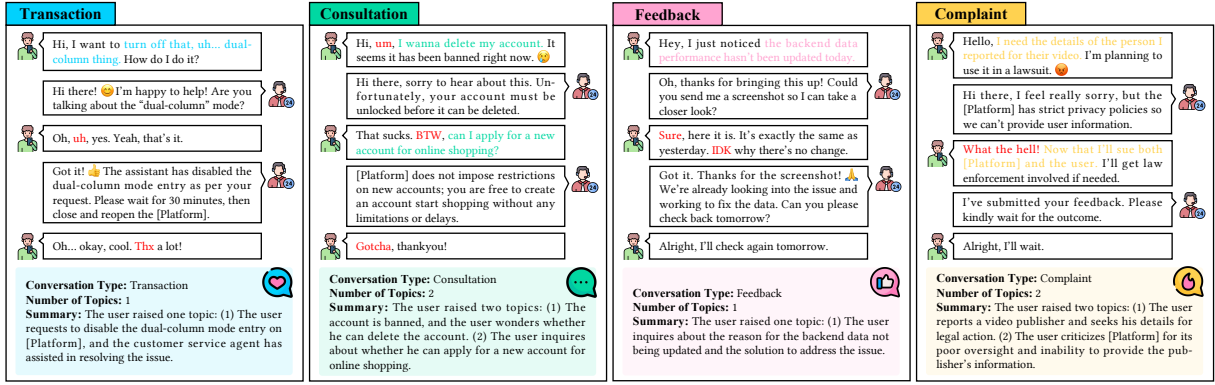 Transaction
Hi, I want to turn off that, uh... dual-
column thing. How do I do it?
Hi there! 😊 I'm happy to help! Are you
talking about the "dual-column" mode?
24
Oh, uh, yes. Yeah, that's it.
Got it! 👍 The assistant has disabled the
dual-column mode entry as per your
request. Please wait for 30 minutes, then
close and reopen the [Platform].
24
Oh... okay, cool. Thx a lot!
Conversation Type: Transaction
Number of Topics: 1
Summary: The user raised one topic: (1) The user
requests to disable the dual-column mode entry on
[Platform], and the customer service agent has
assisted in resolving the issue.
Consultation
Hi, um, I wanna delete my account. It
seems it has been banned right now. 😢
Hi there, sorry to hear about this. Un-
fortunately, your account must be
unlocked before it can be deleted.
24
That sucks. BTW, can I apply for a new
account for online shopping?
[Platform] does not impose restrictions
on new accounts; you are free to create
an account start shopping without any
limitations or delays.
24
Gotcha, thankyou!
Conversation Type: Consultation
Number of Topics: 2
Summary: The user raised two topics: (1) The
account is banned, and the user wonders whether
he can delete the account. (2) The user inquires
about whether he can apply for a new account for
online shopping.
Feedback
Hey, I just noticed the backend data
performance hasn't been updated today.
Oh, thanks for bringing this up! Could
you send me a screenshot so I can take a
closer look?
24
Sure, here it is. It's exactly the same as
yesterday. IDK why there's no change.
Got it. Thanks for the screenshot! 🙏
We're already looking into the issue and
working to fix the data. Can you please
check back tomorrow?
24
Alright, I'll check again tomorrow.
Conversation Type: Feedback
Number of Topics: 1
Summary: The user raised one topic: (1) The user
inquires about the reason for the backend data not
being updated and the solution to address the issue.
Complaint
Hello, I need the details of the person I
reported for their video. I'm planning to
use it in a lawsuit. 😡
Hi there, I feel really sorry, but the
[Platform] has strict privacy policies so
we can't provide user information.
24
What the hell! Now that I'll sue both
[Platform] and the user. I'll get law
enforcement involved if needed.
I've submitted your feedback. Please
kindly wait for the outcome.
24
Alright, I'll wait.
Conversation Type: Complaint
Number of Topics: 2
Summary: The user raised two topics: (1) The user
reports a video publisher and seeks his details for
legal action. (2) The user criticizes [Platform] for its
poor oversight and inability to provide the pub-
lisher's information.